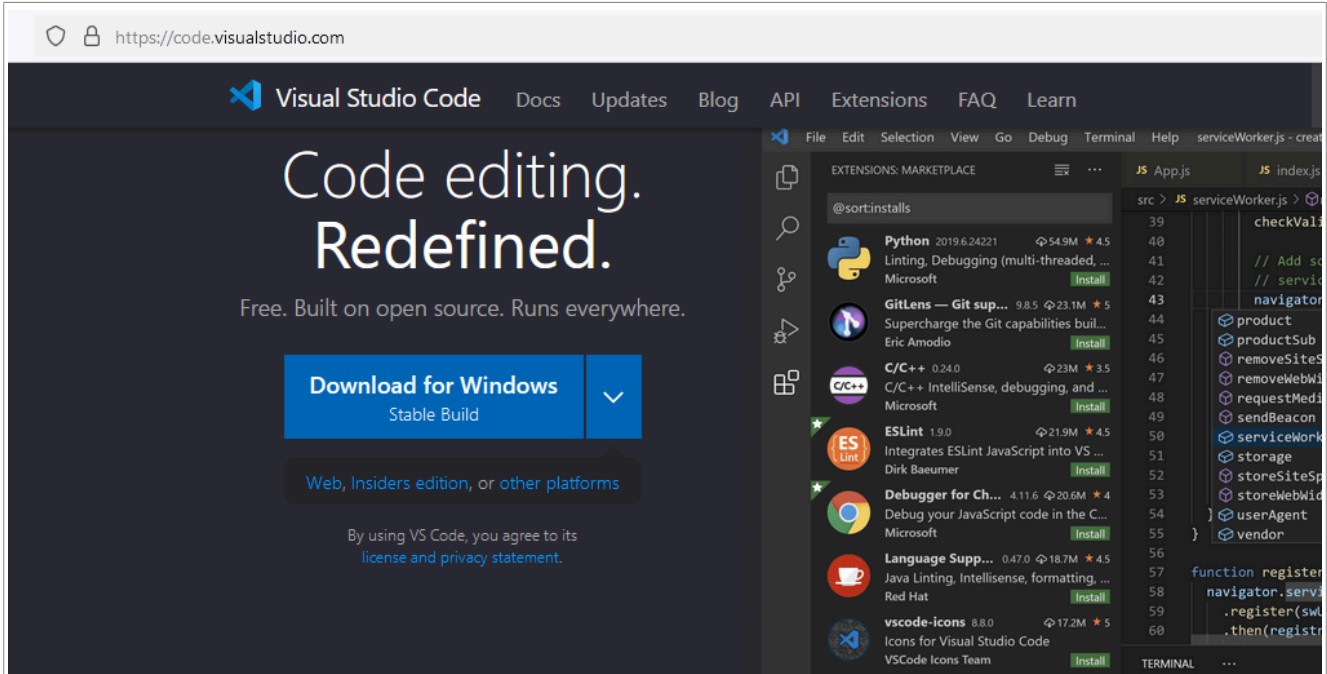 https://code.visualstudio.com
Visual Studio Code Docs Updates Blog API Extensions FAQ Learn
Code editing.
Redefined.
Free. Built on open source. Runs everywhere.
Download for Windows
Stable Build
Web, Insiders edition, or other platforms
By using VS Code, you agree to its
license and privacy statement.
File Edit Selection View Go Debug Terminal Help serviceWorker.js - creat
EXTENSIONS: MARKETPLACE ···
@sort:installs
Python 2019.6.24221 54.9M ★ 4.5
Linting, Debugging (multi-threaded, ...
Microsoft Install
GitLens — Git sup... 9.8.5 23.1M ★ 5
Supercharge the Git capabilities buil...
Eric Amodio Install
C/C++
C/C++ 0.24.0 23M ★ 3.5
C/C++ IntelliSense, debugging, and ...
Microsoft Install
ES
Lint
ESLint 1.9.0 21.9M ★ 4.5
Integrates ESLint JavaScript into VS ...
Dirk Baeumer Install
Debugger for Ch... 4.11.6 20.6M ★ 4
Debug your JavaScript code in the C...
Microsoft Install
Language Supp... 0.47.0 18.7M ★ 4.5
Java Linting, Intellisense, formatting, ...
Red Hat Install
vscode-icons 8.8.0 17.2M ★ 5
Icons for Visual Studio Code
VSCode Icons Team Install
JS App.js JS index.js
src > JS serviceWorker.js >
39 checkVali
40
41 // Add so
42 // servic
43 navigator
44 product
45 productSub
46 removeSiteS
47 removeWebWi
48 requestMedi
49 sendBeacon
50 serviceWork
51 storage
52 storeSiteSp
53 storeWebWid
54 } userAgent
55 } vendor
56
57 function register
58 navigator.servi
59 .register(swU
60 .then(registr
TERMINAL ···